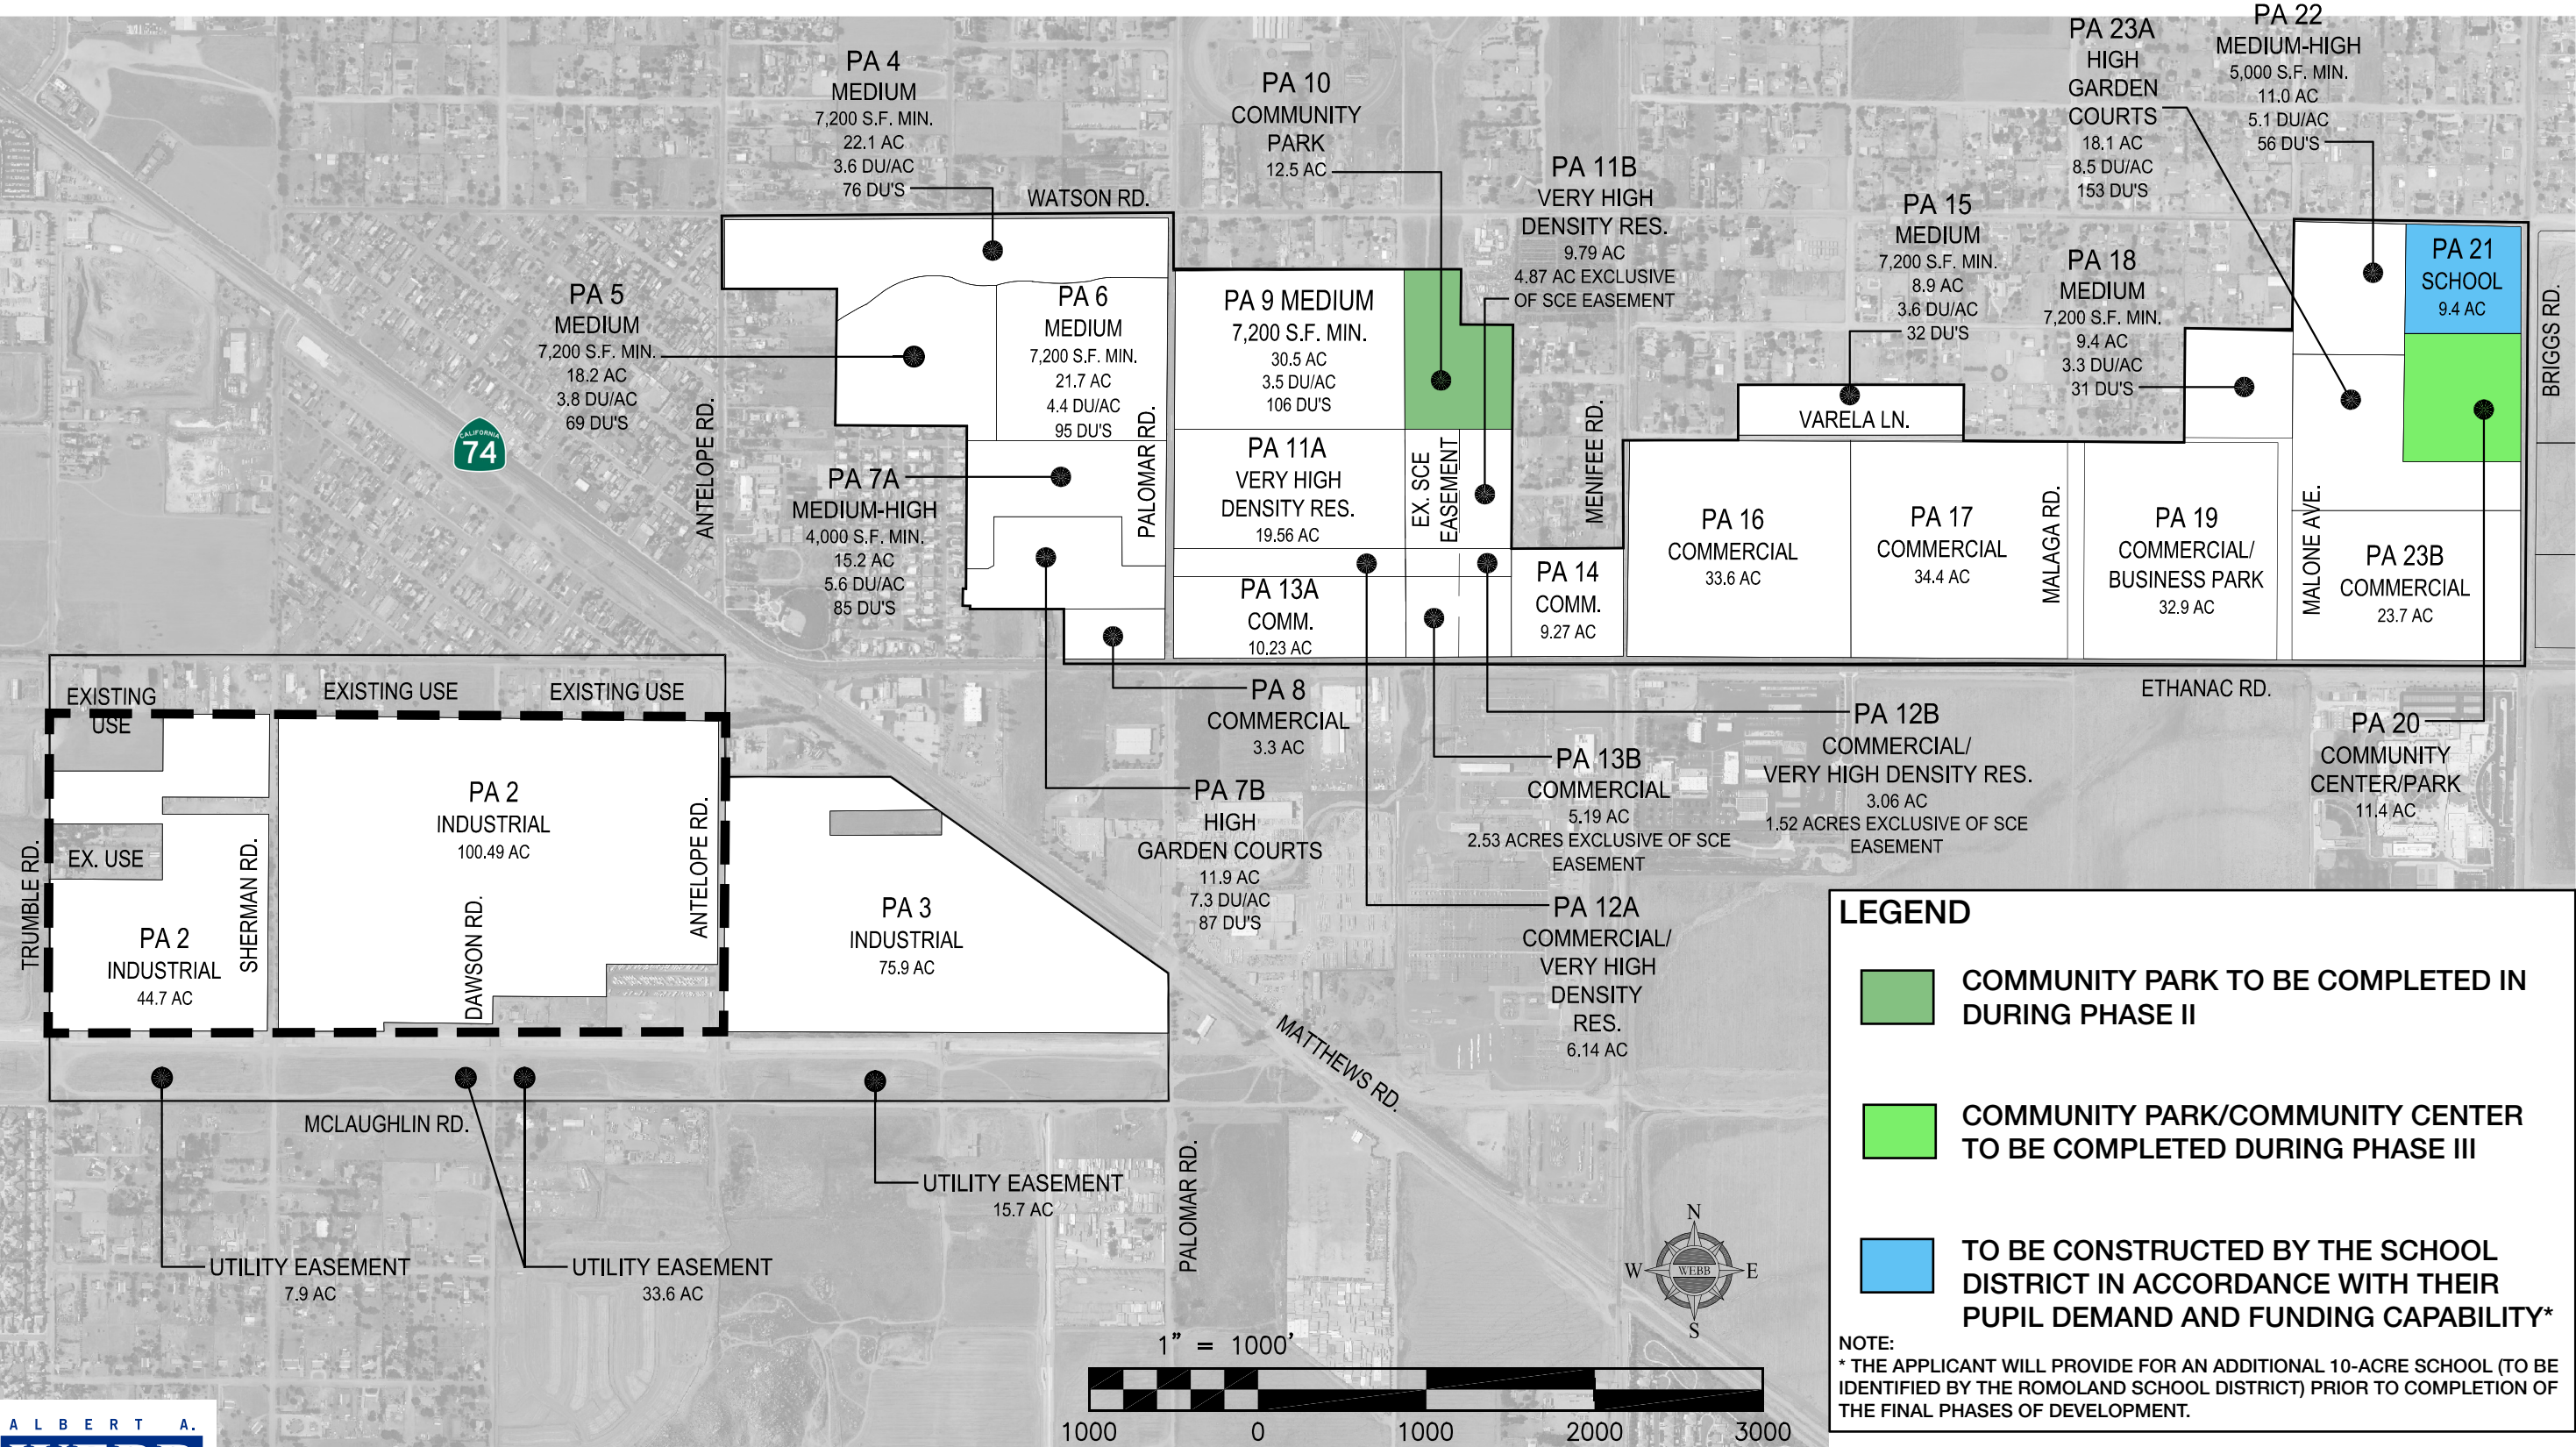 PA 4
MEDIUM
7,200 S.F. MIN.
22.1 AC
3.6 DU/AC
76 DU'S
WATSON RD.
PA 10
COMMUNITY
PARK
12.5 AC
PA 11B
VERY HIGH
DENSITY RES.
9.79 AC
4.87 AC EXCLUSIVE
OF SCE EASEMENT
PA 15
MEDIUM
7,200 S.F. MIN.
8.9 AC
3.6 DU/AC
32 DU'S
PA 23A
HIGH
GARDEN
COURTS
18.1 AC
8.5 DU/AC
153 DU'S
PA 22
MEDIUM-HIGH
5,000 S.F. MIN.
11.0 AC
5.1 DU/AC
56 DU'S
PA 18
MEDIUM
7,200 S.F. MIN.
9.4 AC
3.3 DU/AC
31 DU'S
PA 21
SCHOOL
9.4 AC
BRIGGS RD.
PA 5
MEDIUM
7,200 S.F. MIN.
18.2 AC
3.8 DU/AC
69 DU'S
PA 6
MEDIUM
7,200 S.F. MIN.
21.7 AC
4.4 DU/AC
95 DU'S
PA 9 MEDIUM
7,200 S.F. MIN.
30.5 AC
3.5 DU/AC
106 DU'S
CALIFORNIA
74
ANTELOPE RD.
PA 7A
MEDIUM-HIGH
4,000 S.F. MIN.
15.2 AC
5.6 DU/AC
85 DU'S
PALOMAR RD.
PA 11A
VERY HIGH
DENSITY RES.
19.56 AC
EX. SCE
EASEMENT
MENIFEE RD.
VARELA LN.
PA 16
COMMERCIAL
33.6 AC
PA 17
COMMERCIAL
34.4 AC
MALAGA RD.
PA 19
COMMERCIAL/
BUSINESS PARK
32.9 AC
MALONE AVE.
PA 23B
COMMERCIAL
23.7 AC
PA 13A
COMM.
10.23 AC
PA 14
COMM.
9.27 AC
ETHANAC RD.
EXISTING
USE
EXISTING USE
EXISTING USE
PA 8
COMMERCIAL
3.3 AC
PA 7B
HIGH
GARDEN COURTS
11.9 AC
7.3 DU/AC
87 DU'S
PA 13B
COMMERCIAL
5.19 AC
2.53 ACRES EXCLUSIVE OF SCE
EASEMENT
PA 12B
COMMERCIAL/
VERY HIGH DENSITY RES.
3.06 AC
1.52 ACRES EXCLUSIVE OF SCE
EASEMENT
PA 20
COMMUNITY
CENTER/PARK
11.4 AC
PA 12A
COMMERCIAL/
VERY HIGH
DENSITY
RES.
6.14 AC
TRUMBLE RD.
EX. USE
PA 2
INDUSTRIAL
44.7 AC
SHERMAN RD.
PA 2
INDUSTRIAL
100.49 AC
DAWSON RD.
ANTELOPE RD.
PA 3
INDUSTRIAL
75.9 AC
MATTHEWS RD.
MCLAUGHLIN RD.
PALOMAR RD.
UTILITY EASEMENT
15.7 AC
UTILITY EASEMENT
7.9 AC
UTILITY EASEMENT
33.6 AC
N
W
WEBB
E
S
1" = 1000'
1000
0
1000
2000
3000
LEGEND
COMMUNITY PARK TO BE COMPLETED IN
DURING PHASE II
COMMUNITY PARK/COMMUNITY CENTER
TO BE COMPLETED DURING PHASE III
TO BE CONSTRUCTED BY THE SCHOOL
DISTRICT IN ACCORDANCE WITH THEIR
PUPIL DEMAND AND FUNDING CAPABILITY*
NOTE:
* THE APPLICANT WILL PROVIDE FOR AN ADDITIONAL 10-ACRE SCHOOL (TO BE
IDENTIFIED BY THE ROMOLAND SCHOOL DISTRICT) PRIOR TO COMPLETION OF
THE FINAL PHASES OF DEVELOPMENT.
ALBERT A.